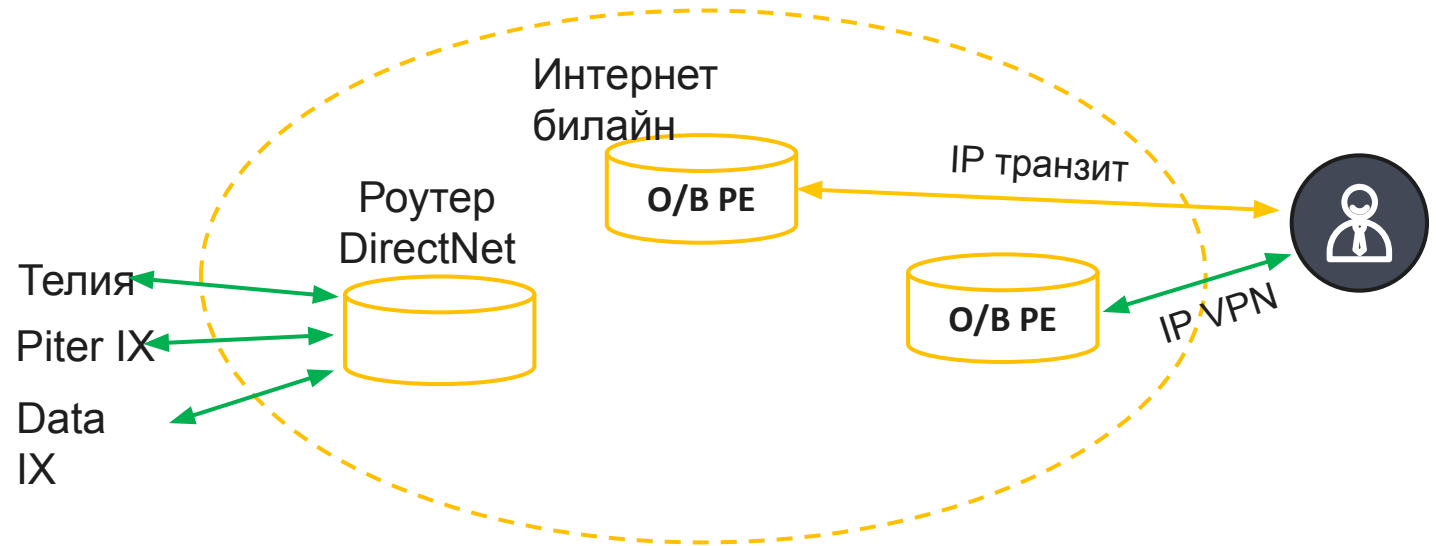 Интернет
билайн
IP транзит
O/B PE
Роутер
DirectNet
Телия
O/B PE
IP VPN
Piter IX
Data
IX